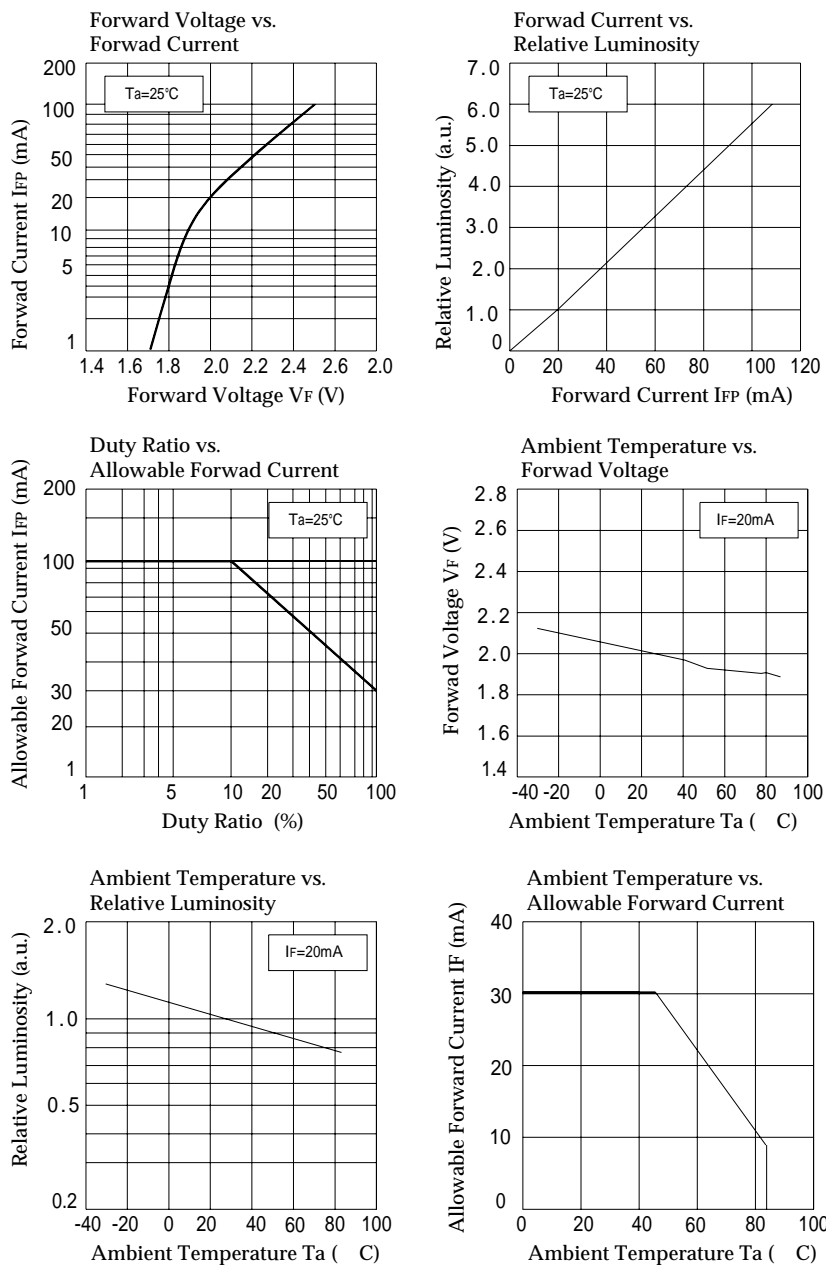 Forward Voltage vs.
Forwad Current
200
100
50
20
10
5
1
Forwad Current IFP (mA)
Ta=25°C
1.4 1.6 1.8 2.0 2.2 2.4 2.6 2.0
Forward Voltage VF (V)
Forwad Current vs.
Relative Luminosity
7.0
6.0
5.0
4.0
3.0
2.0
1.0
0
Relative Luminosity (a.u.)
Ta=25°C
0 20 40 60 80 100 120
Forward Current IFP (mA)
Duty Ratio vs.
Allowable Forwad Current
200
100
50
30
20
1
Allowable Forwad Current IFP (mA)
Ta=25°C
1 5 10 20 50 100
Duty Ratio (%)
Ambient Temperature vs.
Forwad Voltage
2.8
2.6
2.4
2.2
2.0
1.8
1.6
1.4
Forwad Voltage VF (V)
IF=20mA
-40 -20 0 20 40 60 80 100
Ambient Temperature Ta ( C)
Ambient Temperature vs.
Relative Luminosity
2.0
1.0
0.5
0.2
Relative Luminosity (a.u.)
IF=20mA
-40 -20 0 20 40 60 80 100
Ambient Temperature Ta ( C)
Ambient Temperature vs.
Allowable Forward Current
40
30
20
10
0
Allowable Forward Current IF (mA)
0 20 40 60 80 100
Ambient Temperature Ta ( C)